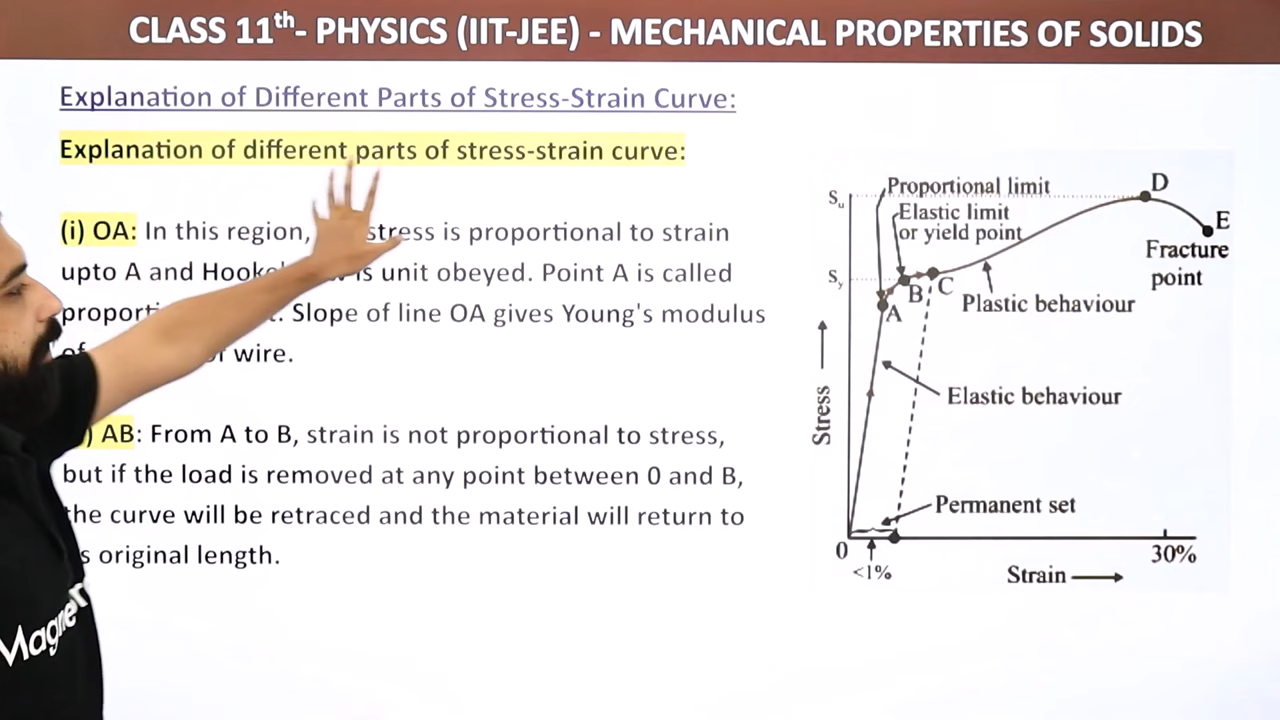 CLASS 11th- PHYSICS (IIT-JEE) - MECHANICAL PROPERTIES OF SOLIDS
Explanation of Different Parts of Stress-Strain Curve:
Explanation of different parts of stress-strain curve:
(i) OA: In this region, stress is proportional to strain
upto A and is unit obeyed. Point A is called
Slope of line OA gives Young's modulus
wire.
AB: From A to B, strain is not proportional to stress,
but if the load is removed at any point between 0 and B,
the curve will be retraced and the material will return to
original length.
Su
Proportional limit
D
Elastic limit
or yield point
E
Fracture
point
Sy
B
C
Plastic behaviour
A
Stress
Elastic behaviour
Permanent set
0
<1%
30%
Strain